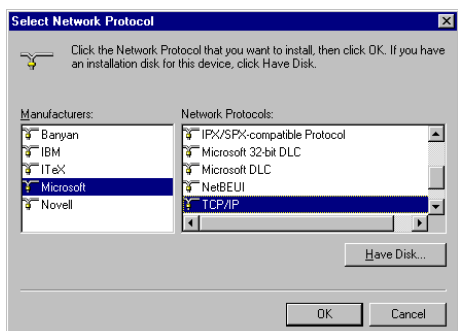 Select Network Protocol
Click the Network Protocol that you want to install, then click OK. If you have
an installation disk for this device, click Have Disk.
Manufacturers:
Banyan
IBM
ITeX
Microsoft
Novell
Network Protocols:
IPX/SPX-compatible Protocol
Microsoft 32-bit DLC
Microsoft DLC
NetBEUI
TCP/IP
Have Disk...
OK
Cancel